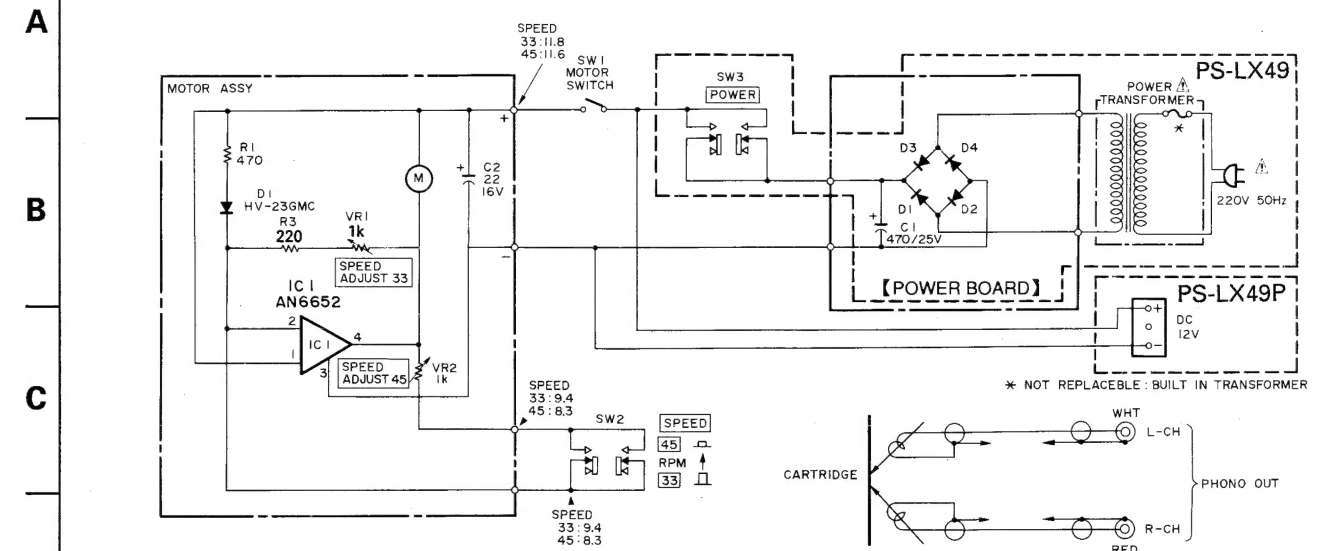 A
B
C
SPEED
33:11.8
45:11.6
SW1
MOTOR
SWITCH
SW3
POWER
PS-LX49
POWER ⚠
TRANSFORMER
*
⚠
220V 50Hz
MOTOR ASSY
+
R1
470
D1
HV-23GMC
R3
220
VR1
1k
SPEED
ADJUST 33
M
+
C2
22
16V
−
D3
D4
D1
D2
+
C1
470/25V
【POWER BOARD】
IC1
AN6652
2
1
IC1
4
3
SPEED
ADJUST 45
VR2
1k
PS-LX49P
+
−
DC
12V
* NOT REPLACEBLE : BUILT IN TRANSFORMER
SPEED
33:9.4
45:8.3
SW2
SPEED
45
RPM
33
SPEED
33:9.4
45:8.3
CARTRIDGE
WHT
L-CH
PHONO OUT
R-CH
RED